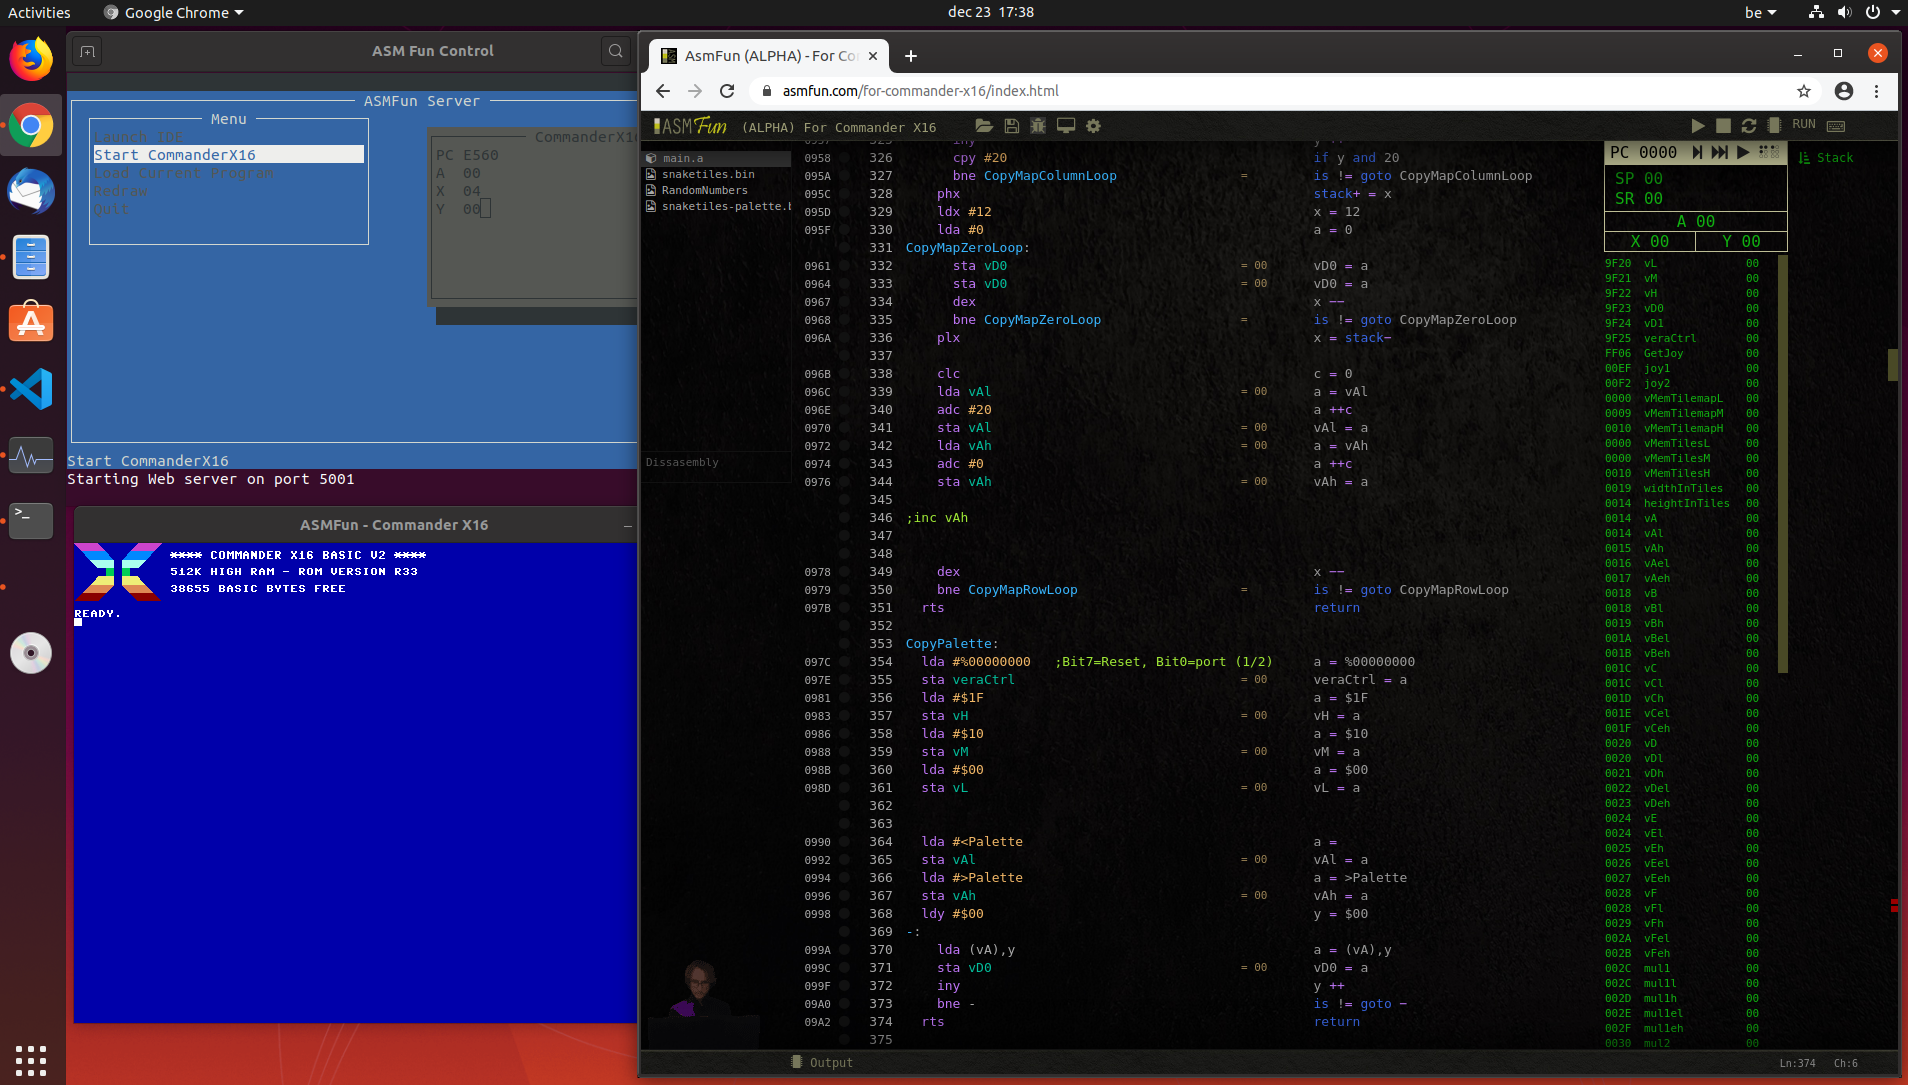 Activities
Google Chrome
dec 23 17:38
be
ASM Fun Control
ASMFun Server
Menu
Launch IDE
Start CommanderX16
Load Current Program
Redraw
Quit
CommanderX16
PC E560
A 00
X 04
Y 00
Start CommanderX16
Starting Web server on port 5001
ASMFun - Commander X16
**** COMMANDER X16 BASIC V2 ****
512K HIGH RAM - ROM VERSION R33
38655 BASIC BYTES FREE
READY.
AsmFun (ALPHA) - For Co
asmfun.com/for-commander-x16/index.html
ASM Fun (ALPHA) For Commander X16
RUN
main.a
snaketiles.bin
RandomNumbers
snaketiles-palette.b
Dissasembly
0958 326 cpy #20 if y and 20
095A 327 bne CopyMapColumnLoop = is != goto CopyMapColumnLoop
095C 328 phx stack+ = x
095D 329 ldx #12 x = 12
095F 330 lda #0 a = 0
331 CopyMapZeroLoop:
0961 332 sta vD0 = 00 vD0 = a
0964 333 sta vD0 = 00 vD0 = a
0967 334 dex x --
0968 335 bne CopyMapZeroLoop = is != goto CopyMapZeroLoop
096A 336 plx x = stack-
337
096B 338 clc c = 0
096C 339 lda vAl = 00 a = vAl
096E 340 adc #20 a ++c
0970 341 sta vAl = 00 vAl = a
0972 342 lda vAh = 00 a = vAh
0974 343 adc #0 a ++c
0976 344 sta vAh = 00 vAh = a
345
346 ;inc vAh
347
348
0978 349 dex x --
0979 350 bne CopyMapRowLoop = is != goto CopyMapRowLoop
097B 351 rts return
352
353 CopyPalette:
097C 354 lda #%00000000 ;Bit7=Reset, Bit0=port (1/2) a = %00000000
097E 355 sta veraCtrl = 00 veraCtrl = a
0981 356 lda #$1F a = $1F
0983 357 sta vH = 00 vH = a
0986 358 lda #$10 a = $10
0988 359 sta vM = 00 vM = a
098B 360 lda #$00 a = $00
098D 361 sta vL = 00 vL = a
362
363
0990 364 lda #<Palette a =
0992 365 sta vAl = 00 vAl = a
0994 366 lda #>Palette a = >Palette
0996 367 sta vAh = 00 vAh = a
0998 368 ldy #$00 y = $00
369 -:
099A 370 lda (vA),y a = (vA),y
099C 371 sta vD0 = 00 vD0 = a
099F 372 iny y ++
09A0 373 bne - is != goto -
09A2 374 rts return
375
PC 0000
SP 00
SR 00
A 00
X 00 Y 00
Stack
9F20 vL 00
9F21 vM 00
9F22 vH 00
9F23 vD0 00
9F24 vD1 00
9F25 veraCtrl 00
FF06 GetJoy 00
00EF joy1 00
00F2 joy2 00
0000 vMemTilemapL 00
0009 vMemTilemapM 00
0010 vMemTilemapH 00
0000 vMemTilesL 00
0000 vMemTilesM 00
0010 vMemTilesH 00
0019 widthInTiles 00
0014 heightInTiles 00
0014 vA 00
0014 vAl 00
0015 vAh 00
0016 vAel 00
0017 vAeh 00
0018 vB 00
0018 vBl 00
0019 vBh 00
001A vBel 00
001B vBeh 00
001C vC 00
001C vCl 00
001D vCh 00
001E vCel 00
001F vCeh 00
0020 vD 00
0020 vDl 00
0021 vDh 00
0022 vDel 00
0023 vDeh 00
0024 vE 00
0024 vEl 00
0025 vEh 00
0026 vEel 00
0027 vEeh 00
0028 vF 00
0028 vFl 00
0029 vFh 00
002A vFel 00
002B vFeh 00
002C mul1 00
002C mul1l 00
002D mul1h 00
002E mul1el 00
002F mul1eh 00
0030 mul2 00
Output
Ln:374 Ch:6